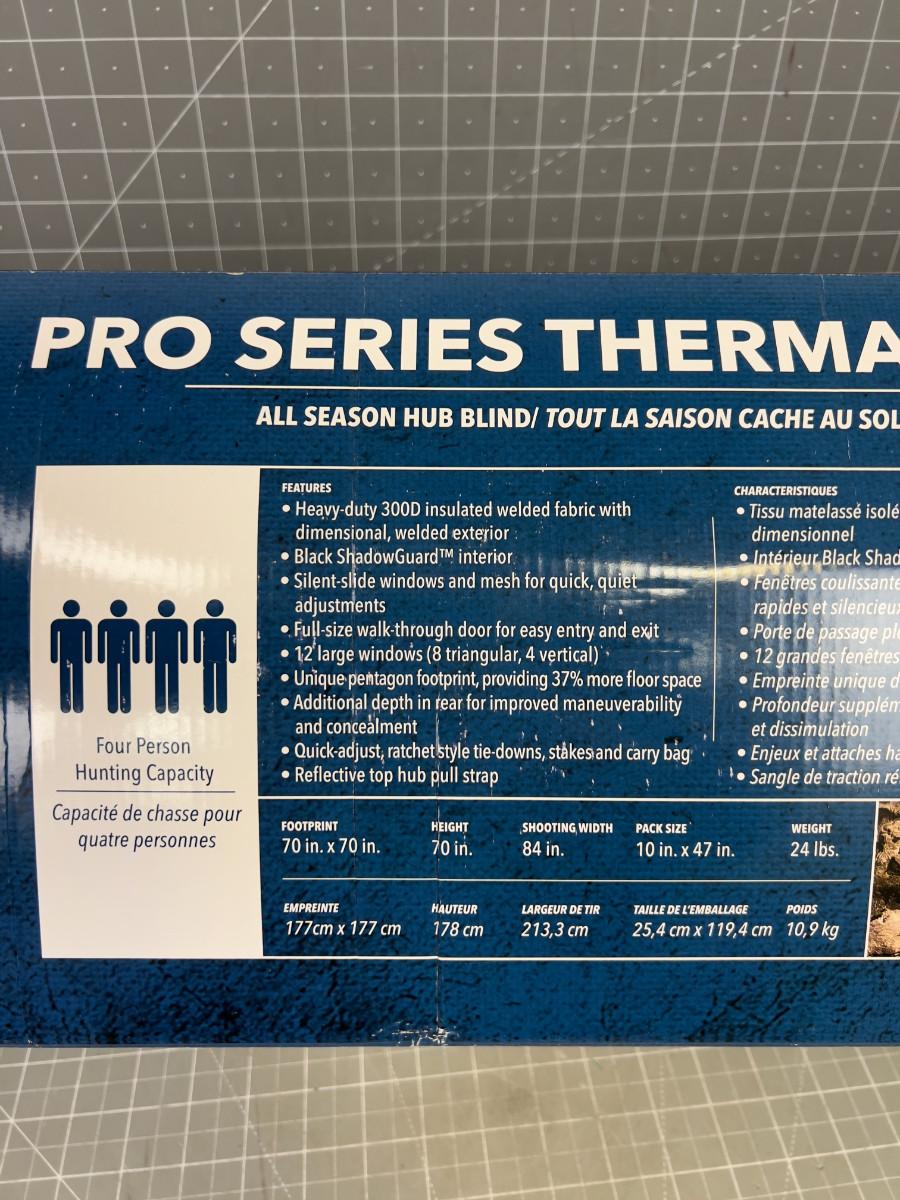 PRO SERIES THERMA
ALL SEASON HUB BLIND/ TOUT LA SAISON CACHE AU SOL
Four Person
Hunting Capacity
Capacité de chasse pour
quatre personnes
FEATURES
• Heavy-duty 300D insulated welded fabric with
dimensional, welded exterior
• Black ShadowGuard™ interior
• Silent-slide windows and mesh for quick, quiet
adjustments
• Full-size walk-through door for easy entry and exit
• 12 large windows (8 triangular, 4 vertical)
• Unique pentagon footprint, providing 37% more floor space
• Additional depth in rear for improved maneuverability
and concealment
• Quick-adjust, ratchet style tie-downs, stakes and carry bag
• Reflective top hub pull strap
CHARACTERISTIQUES
• Tissu matelassé isolé
dimensionnel
• Intérieur Black Shad
• Fenêtres coulissante
rapides et silencieux
• Porte de passage ple
• 12 grandes fenêtres
• Empreinte unique d
• Profondeur supplém
et dissimulation
• Enjeux et attaches ha
• Sangle de traction ré
FOOTPRINT HEIGHT SHOOTING WIDTH PACK SIZE WEIGHT
70 in. x 70 in. 70 in. 84 in. 10 in. x 47 in. 24 lbs.
EMPREINTE HAUTEUR LARGEUR DE TIR TAILLE DE L'EMBALLAGE POIDS
177cm x 177 cm 178 cm 213,3 cm 25,4 cm x 119,4 cm 10,9 kg